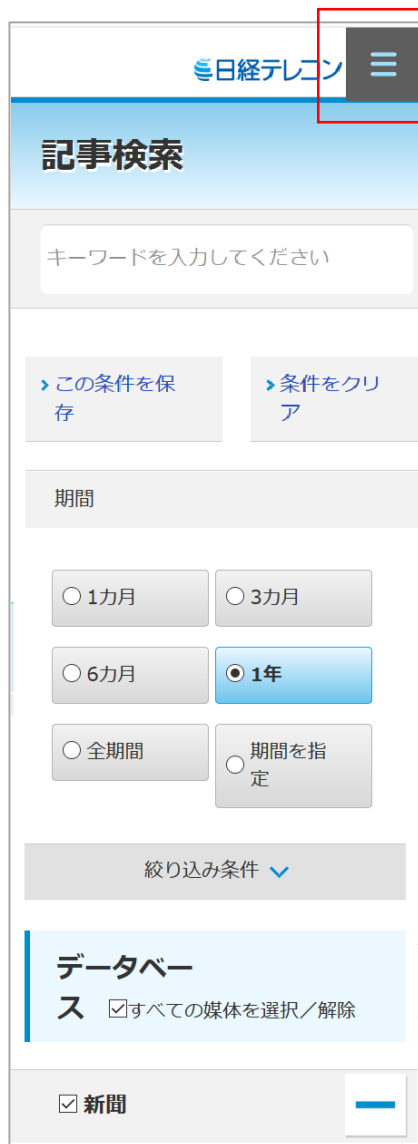 日経テレコン
記事検索
キーワードを入力してください
この条件を保
存
条件をクリ
ア
期間
1カ月
3カ月
6カ月
1年
全期間
期間を指
定
絞り込み条件
データベー
ス すべての媒体を選択／解除
新聞